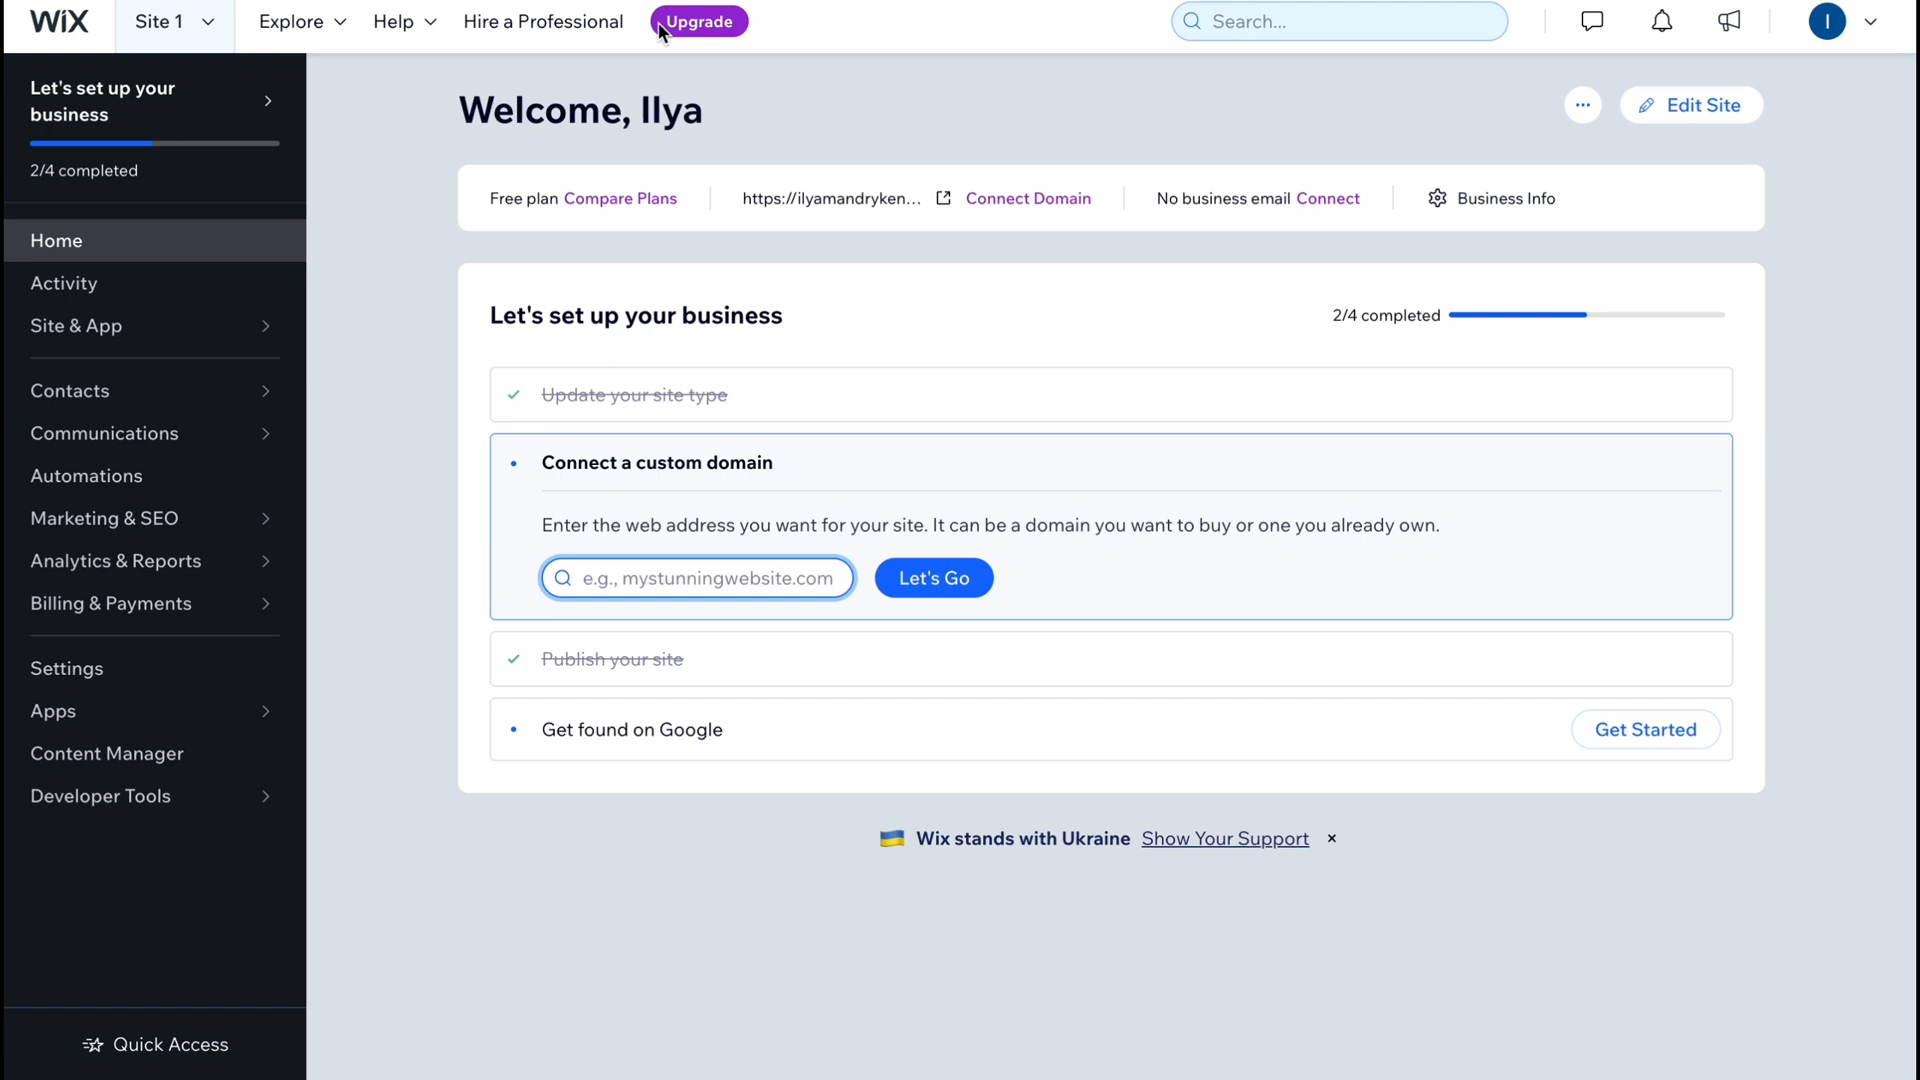 WiX Site 1 Explore Help Hire a Professional Upgrade Search... I
Let's set up your
business
2/4 completed
Home
Activity
Site & App
Contacts
Communications
Automations
Marketing & SEO
Analytics & Reports
Billing & Payments
Settings
Apps
Content Manager
Developer Tools
Quick Access
Welcome, Ilya
... Edit Site
Free plan Compare Plans https://ilyamandryken... Connect Domain No business email Connect Business Info
Let's set up your business 2/4 completed
Update your site type
Connect a custom domain
Enter the web address you want for your site. It can be a domain you want to buy or one you already own.
e.g., mystunningwebsite.com Let's Go
Publish your site
Get found on Google Get Started
Wix stands with Ukraine Show Your Support ×